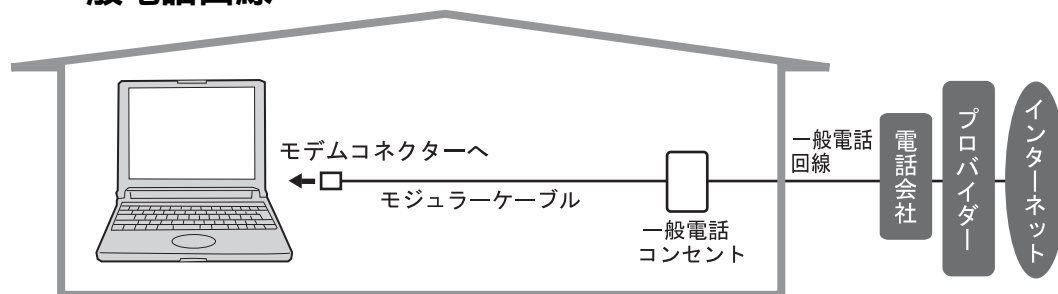 モデムコネクターへ
モジュラーケーブル
一般電話
コンセント
一般電話
回線
電話会社
プロバイダー
インターネット